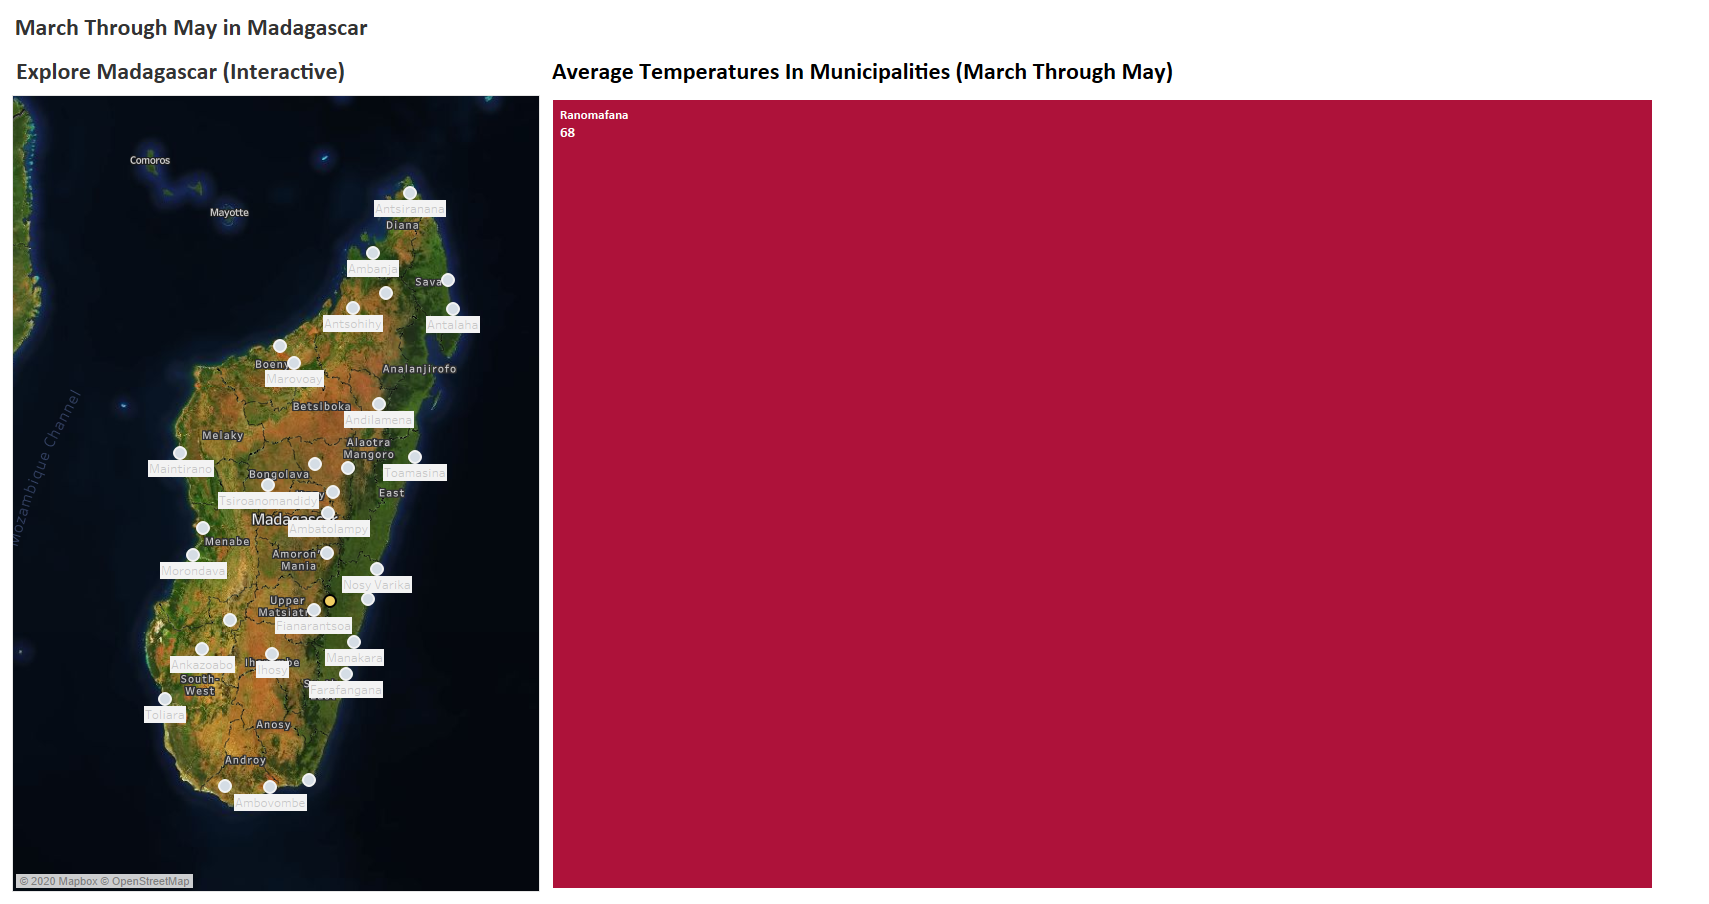 March Through May in Madagascar
Explore Madagascar (Interactive)
Average Temperatures In Municipalities (March Through May)
Ranomafana
68
Comoros
Mayotte
Antsiranana
Diana
Ambanja
Sava
Antsohihy
Antalaha
Boeny
Marovoay
Analanjirofo
Betsiboka
Andilamena
Melaky
Alaotra
Mangoro
Maintirano
Bongolava
Toamasina
Tsiroanomandidy
East
Madagascar
Ambatolampy
Menabe
Amoron'
Mania
Morondava
Nosy Varika
Upper
Matsiatr
Fianarantsoa
Manakara
Ankazoabo
Ihosy
South-
West
Farafangana
Toliara
Anosy
Androy
Ambovombe
Mozambique Channel
© 2020 Mapbox © OpenStreetMap